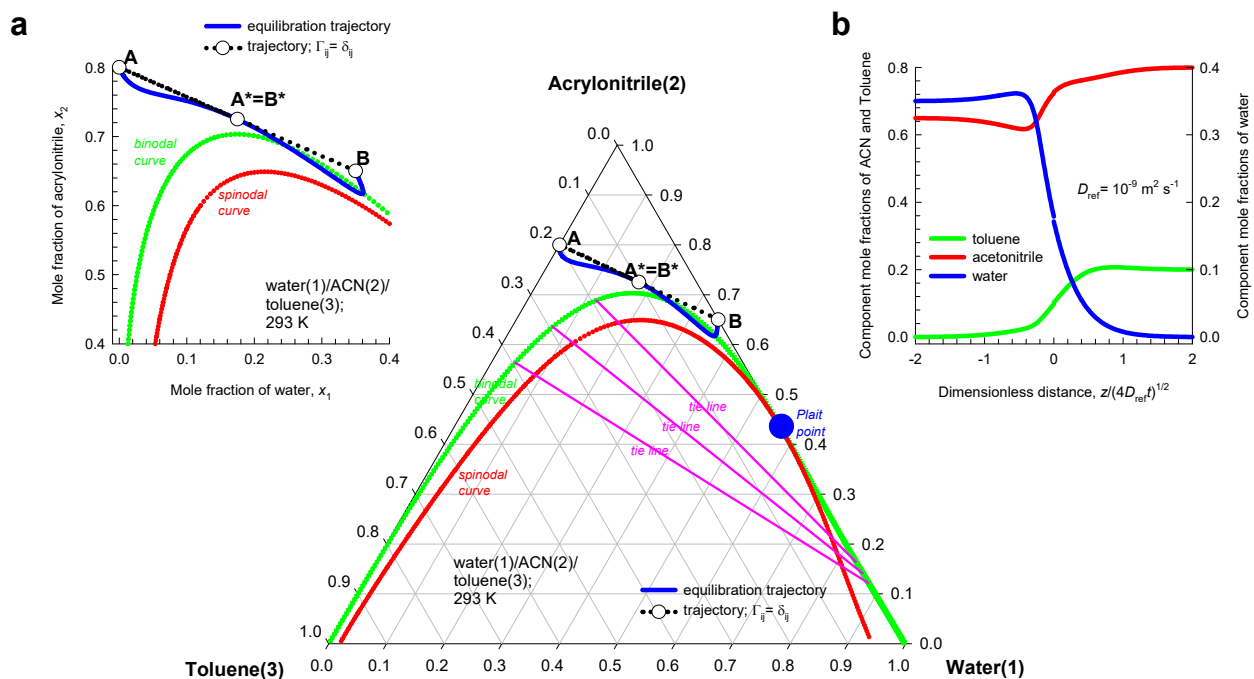 a
equilibration trajectory
trajectory; Γij= δij
Mole fraction of acrylonitrile, x2
0.8
0.7
0.6
0.5
0.4
A
A*=B*
B
binodal
curve
spinodal
curve
water(1)/ACN(2)/
toluene(3);
293 K
0.0 0.1 0.2 0.3 0.4
Mole fraction of water, x1
Acrylonitrile(2)
0.0
0.1
0.2
0.3
0.4
0.5
0.6
0.7
0.8
0.9
1.0
1.0
0.9
0.8
0.7
0.6
0.5
0.4
0.3
0.2
0.1
0.0
A
A*=B*
B
binodal
curve
spinodal
curve
tie line
tie line
tie line
Plait
point
water(1)/ACN(2)/
toluene(3);
293 K
equilibration trajectory
trajectory; Γij= δij
0.0 0.1 0.2 0.3 0.4 0.5 0.6 0.7 0.8 0.9 1.0
Toluene(3)
Water(1)
b
Component mole fractions of ACN and Toluene
0.8
0.6
0.4
0.2
0.0
Dref= 10-9 m2 s-1
toluene
acetonitrile
water
0.4
0.3
0.2
0.1
0.0
Component mole fractions of water
-2 -1 0 1 2
Dimensionless distance, z/(4Dreft)1/2